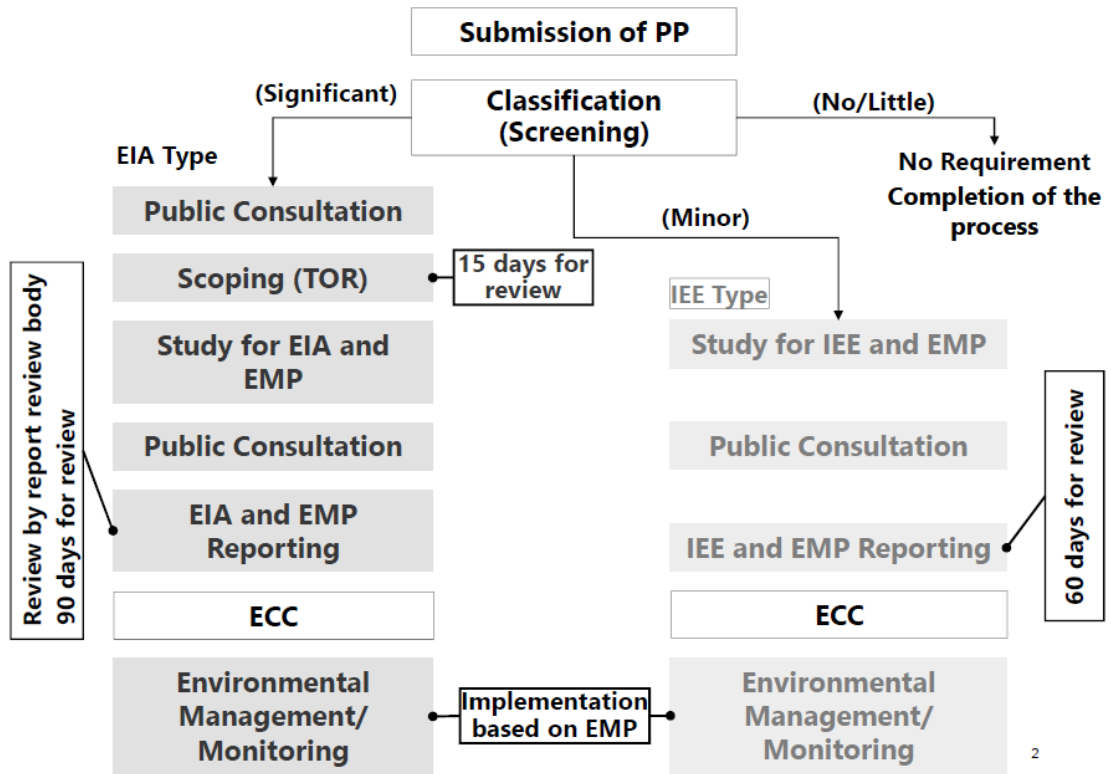 Submission of PP
(Significant)
Classification
(Screening)
(No/Little)
EIA Type
No Requirement
Completion of the
process
Public Consultation
(Minor)
Scoping (TOR)
15 days for
review
IEE Type
Study for EIA and
EMP
Study for IEE and EMP
Review by report review body
90 days for review
Public Consultation
Public Consultation
60 days for review
EIA and EMP
Reporting
IEE and EMP Reporting
ECC
ECC
Environmental
Management/
Monitoring
Implementation
based on EMP
Environmental
Management/
Monitoring
2